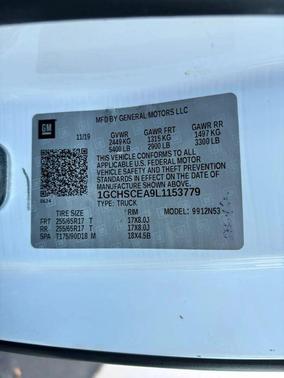 GM
MFD BY GENERAL MOTORS LLC
11/19 GVWR GAWR FRT GAWR RR
2449 KG 1315 KG 1497 KG
5400 LB 2900 LB 3300 LB
THIS VEHICLE CONFORMS TO ALL
APPLICABLE U.S. FEDERAL MOTOR
VEHICLE SAFETY AND THEFT
PREVENTION STANDARDS IN EFFECT
ON THE DATE OF MANUFACTURE
SHOWN ABOVE.
1GCHSCEA9L1153779
TYPE: TRUCK MODEL: 9912N53
TIRE SIZE RIM
FRT 255/65R17 T 17X8.0J
RR 255/65R17 T 17X8.0J
SPA T175/90D18 M 18X4.5B